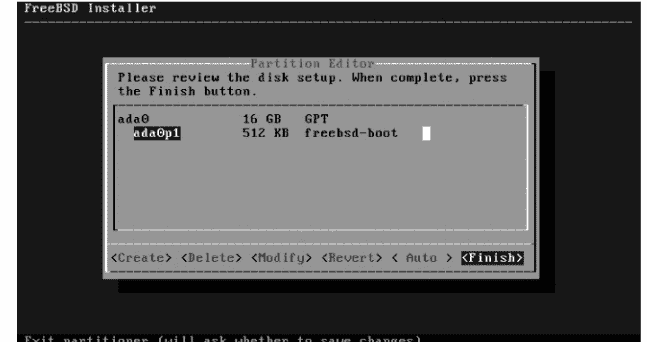 FreeBSD Installer
Partition Editor
Please review the disk setup. When complete, press
the Finish button.
ada0 16 GB GPT
ada0p1 512 KB freebsd-boot
<Create> <Delete> <Modify> <Revert> < Auto > <Finish>
Exit partitioner (will ask whether to save changes)